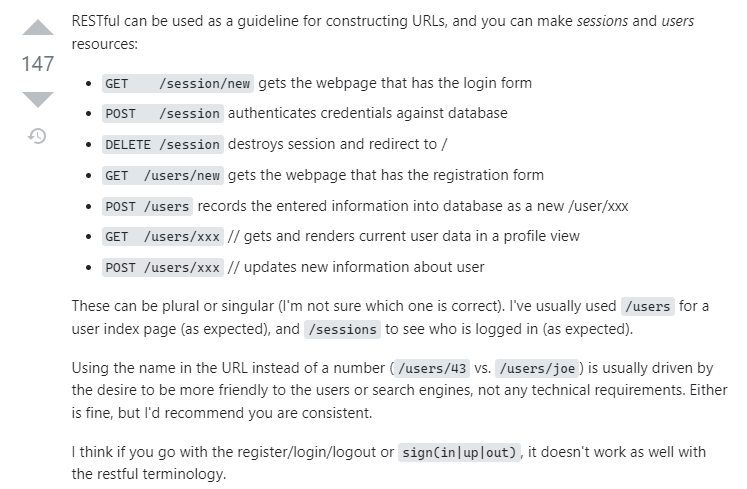 RESTful can be used as a guideline for constructing URLs, and you can make sessions and users
resources:
147
• GET    /session/new gets the webpage that has the login form
• POST   /session authenticates credentials against database
• DELETE /session destroys session and redirect to /
• GET  /users/new gets the webpage that has the registration form
• POST /users records the entered information into database as a new /user/xxx
• GET  /users/xxx // gets and renders current user data in a profile view
• POST /users/xxx // updates new information about user
These can be plural or singular (I'm not sure which one is correct). I've usually used /users for a
user index page (as expected), and /sessions to see who is logged in (as expected).
Using the name in the URL instead of a number (/users/43 vs. /users/joe) is usually driven by
the desire to be more friendly to the users or search engines, not any technical requirements. Either
is fine, but I'd recommend you are consistent.
I think if you go with the register/login/logout or sign(in|up|out), it doesn't work as well with
the restful terminology.